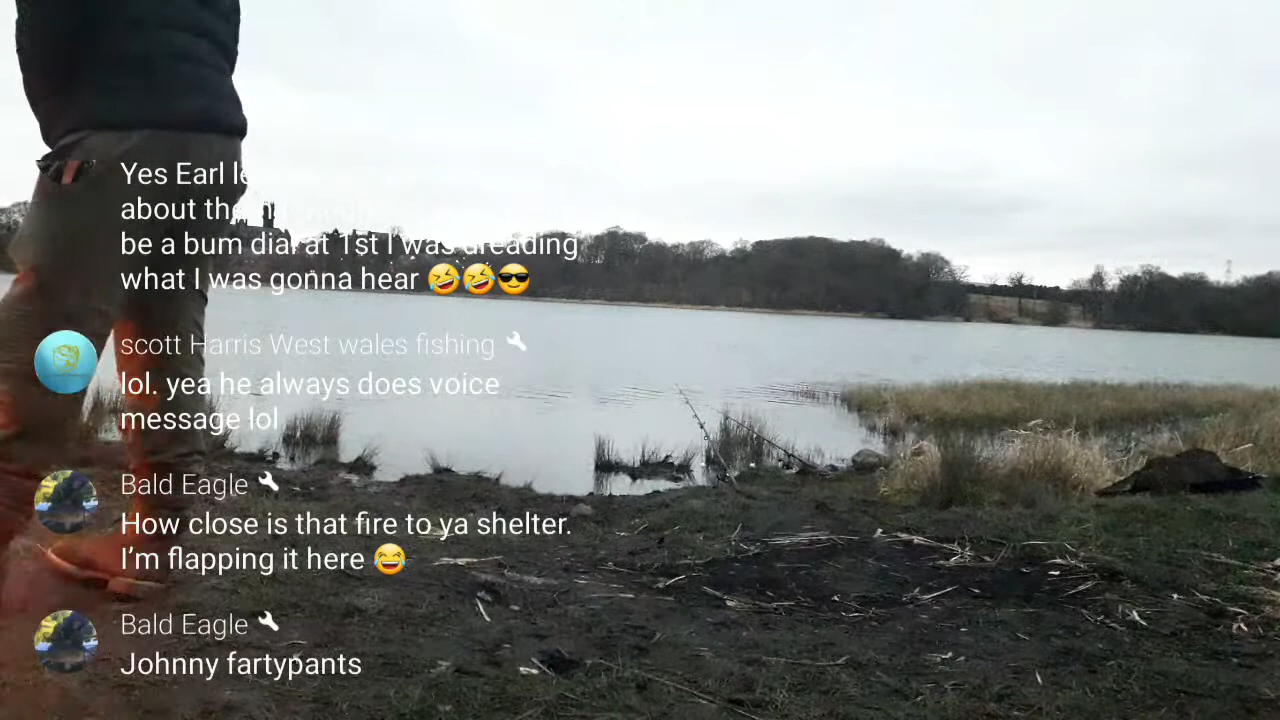 Yes Earl
about
be a bum dial at 1st I was dreading
what I was gonna hear 🤣🤣😎
scott Harris West wales fishing
lol. yea he always does voice
message lol
Bald Eagle
How close is that fire to ya shelter.
I'm flapping it here 😂
Bald Eagle
Johnny fartypants